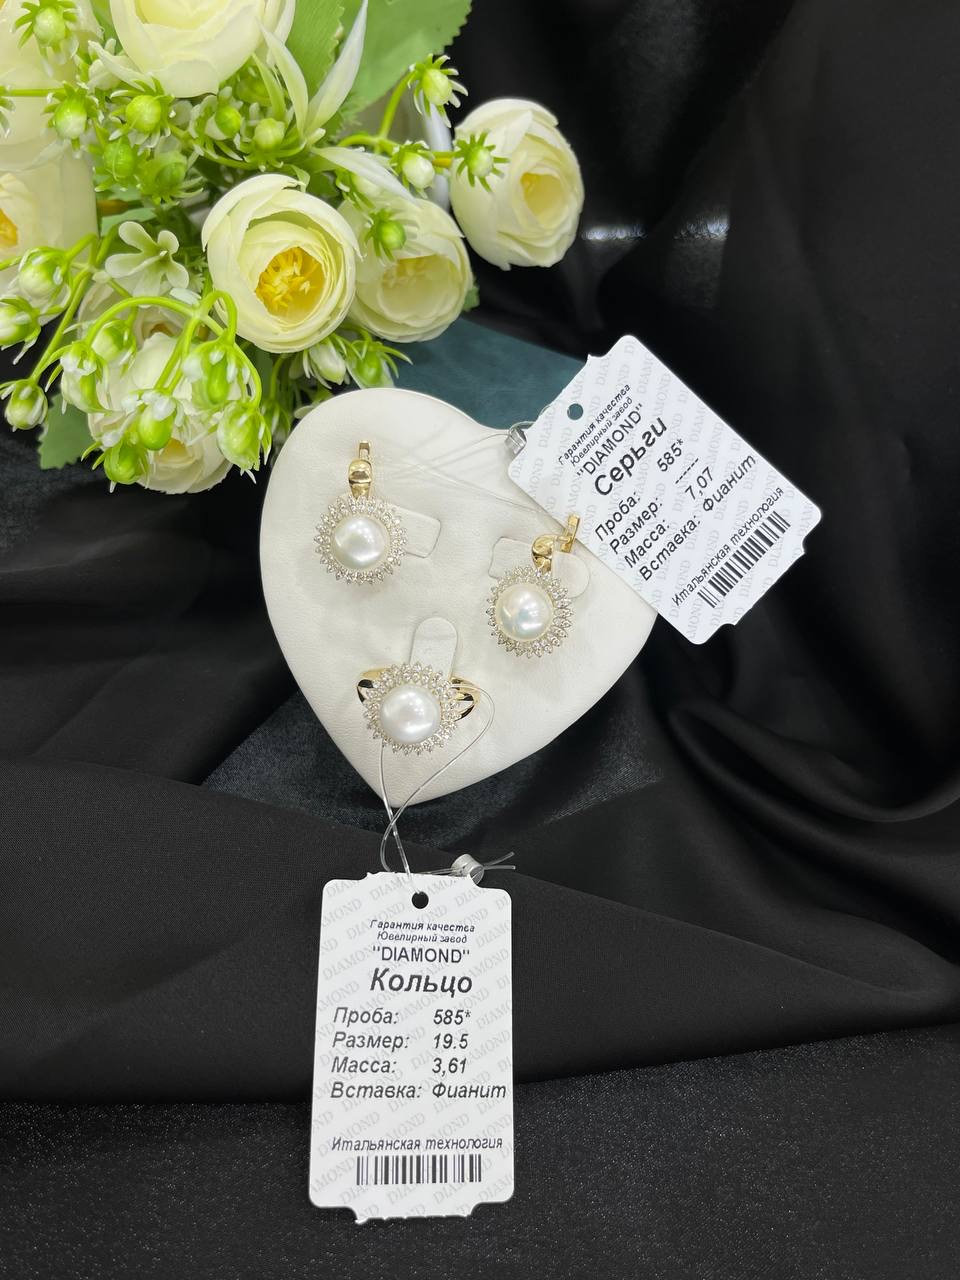 Гарантия качества
Ювелирный завод
"DIAMOND"
Серьги
Проба: 585*
Размер: ------
Масса: 7,07
Вставка: Фианит
Итальянская технология
Гарантия качества
Ювелирный завод
"DIAMOND"
Кольцо
Проба: 585*
Размер: 19.5
Масса: 3,61
Вставка: Фианит
Итальянская технология